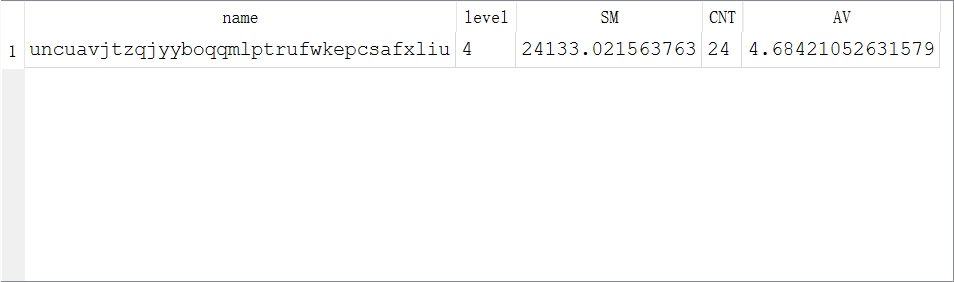 name level SM CNT AV
1 uncuavjtzqjyyboqqmlptrufwkepcsafxliu 4 24133.021563763 24 4.68421052631579